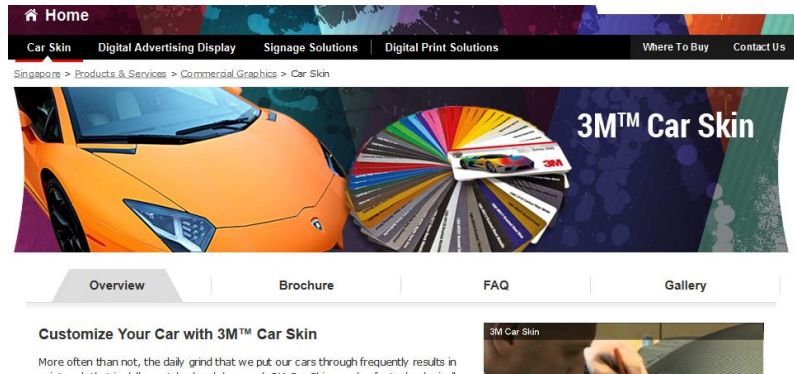 Home
Car Skin Digital Advertising Display Signage Solutions Digital Print Solutions Where To Buy Contact Us
Singapore > Products & Services > Commercial Graphics > Car Skin
3M™ Car Skin
3M
Overview Brochure FAQ Gallery
Customize Your Car with 3M™ Car Skin
3M Car Skin
More often than not, the daily grind that we put our cars through frequently results in